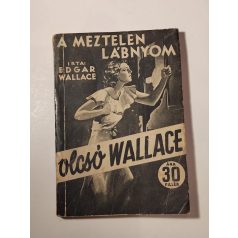 A MEZTELEN
LÁBNYOM
IRTA:
EDGAR
WALLACE
olcsó WALLACE
ÁRA
30
FILLÉR